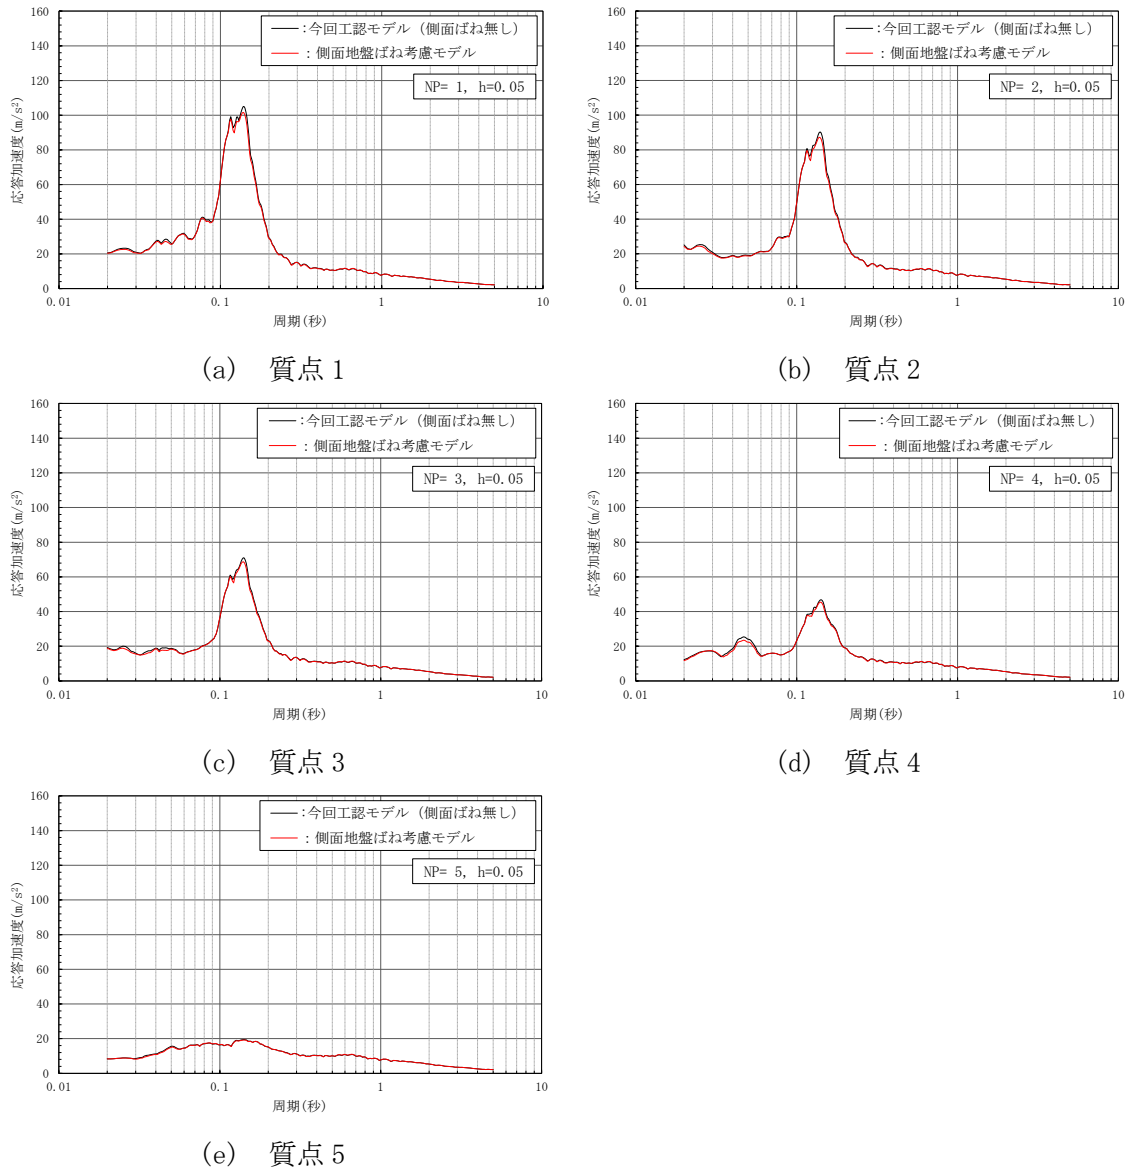 160
140
120
100
80
60
40
20
0
応答加速度(m/s²)
:今回工認モデル (側面ばね無し)
: 側面地盤ばね考慮モデル
NP= 1, h=0.05
0.01 0.1 1 10
周期(秒)
(a) 質点1
160
140
120
100
80
60
40
20
0
応答加速度(m/s²)
:今回工認モデル (側面ばね無し)
: 側面地盤ばね考慮モデル
NP= 2, h=0.05
0.01 0.1 1 10
周期(秒)
(b) 質点2
160
140
120
100
80
60
40
20
0
応答加速度(m/s²)
:今回工認モデル (側面ばね無し)
: 側面地盤ばね考慮モデル
NP= 3, h=0.05
0.01 0.1 1 10
周期(秒)
(c) 質点3
160
140
120
100
80
60
40
20
0
応答加速度(m/s²)
:今回工認モデル (側面ばね無し)
: 側面地盤ばね考慮モデル
NP= 4, h=0.05
0.01 0.1 1 10
周期(秒)
(d) 質点4
160
140
120
100
80
60
40
20
0
応答加速度(m/s²)
:今回工認モデル (側面ばね無し)
: 側面地盤ばね考慮モデル
NP= 5, h=0.05
0.01 0.1 1 10
周期(秒)
(e) 質点5